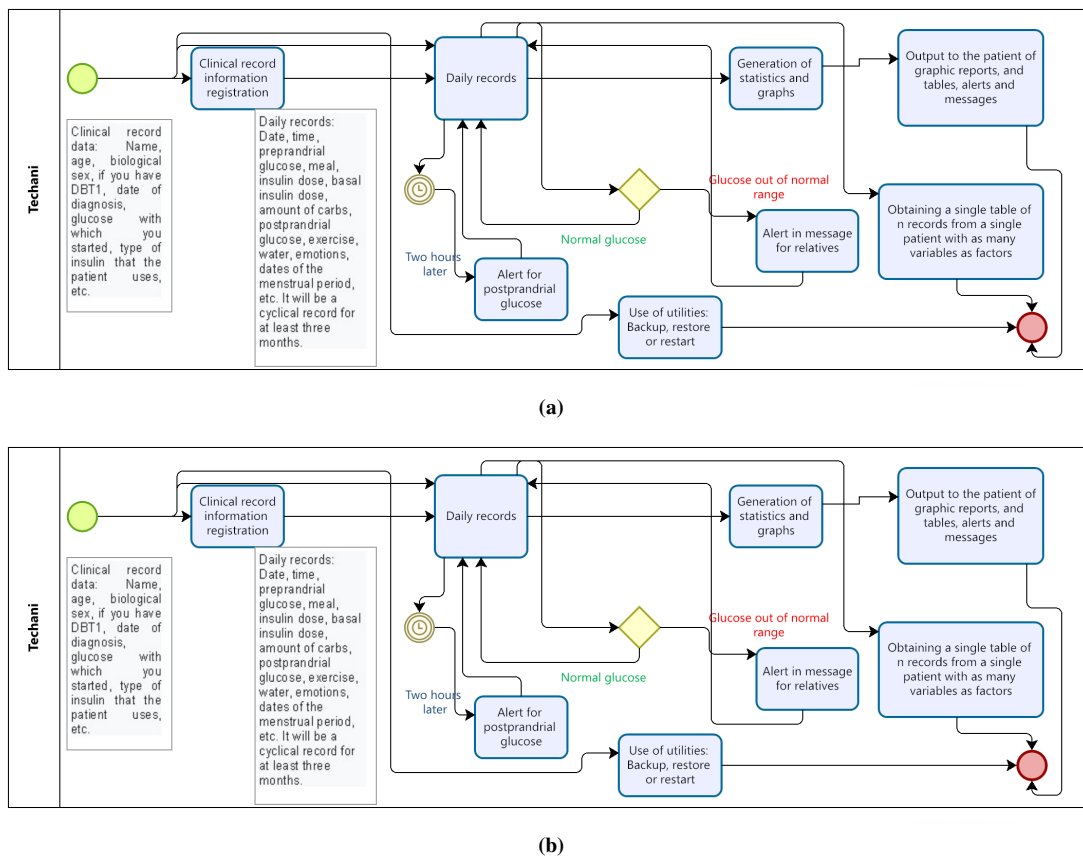 Techani
Clinical record
information
registration
Clinical record
data: Name,
age, biological
sex, if you have
DBT1, date of
diagnosis,
glucose with
which you
started, type of
insulin that the
patient uses,
etc.
Daily records:
Date, time,
preprandrial
glucose, meal,
insulin dose, basal
insulin dose,
amount of carbs,
postprandrial
glucose, exercise,
water, emotions,
dates of the
menstrual period,
etc. It will be a
cyclical record for
at least three
months.
Daily records
Two hours
later
Alert for
postprandrial
glucose
Normal glucose
Glucose out of normal
range
Alert in message
for relatives
Use of utilities:
Backup, restore
or restart
Generation of
statistics and
graphs
Output to the patient of
graphic reports, and
tables, alerts and
messages
Obtaining a single table of
n records from a single
patient with as many
variables as factors
(a)
Techani
Clinical record
information
registration
Clinical record
data: Name,
age, biological
sex, if you have
DBT1, date of
diagnosis,
glucose with
which you
started, type of
insulin that the
patient uses,
etc.
Daily records:
Date, time,
preprandrial
glucose, meal,
insulin dose, basal
insulin dose,
amount of carbs,
postprandrial
glucose, exercise,
water, emotions,
dates of the
menstrual period,
etc. It will be a
cyclical record for
at least three
months.
Daily records
Two hours
later
Alert for
postprandrial
glucose
Normal glucose
Glucose out of normal
range
Alert in message
for relatives
Use of utilities:
Backup, restore
or restart
Generation of
statistics and
graphs
Output to the patient of
graphic reports, and
tables, alerts and
messages
Obtaining a single table of
n records from a single
patient with as many
variables as factors
(b)